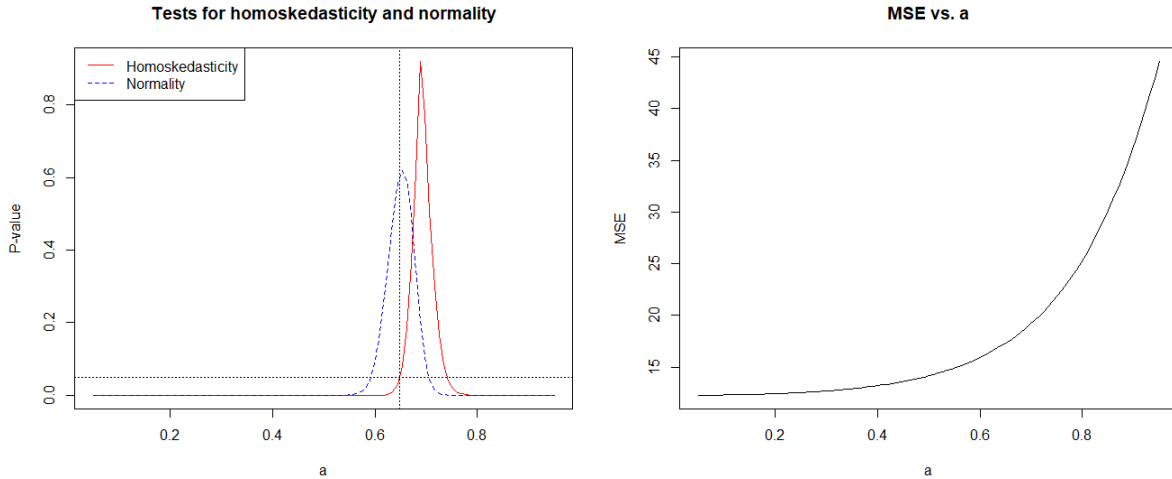 Tests for homoskedasticity and normality
Homoskedasticity
Normality
P-value
0.0
0.2
0.4
0.6
0.8
0.2
0.4
0.6
0.8
a
MSE vs. a
MSE
15
20
25
30
35
40
45
0.2
0.4
0.6
0.8
a